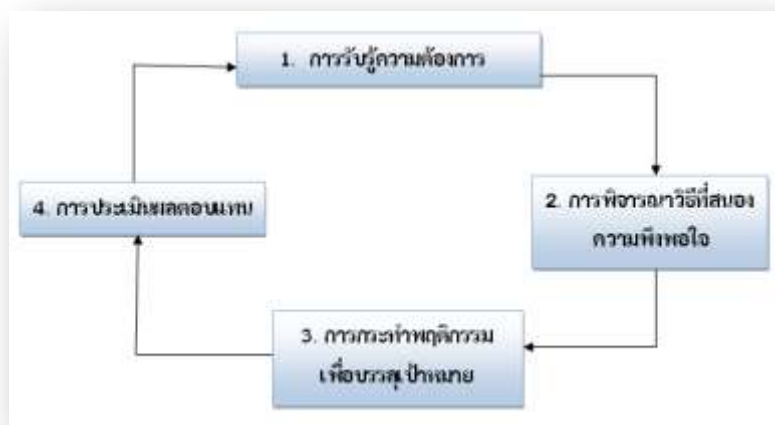 1. การรับรู้ความต้องการ
2. การพิจารณาวิธีที่สนอง
ความพึงพอใจ
3. การกระทำพฤติกรรม
เพื่อบรรลุเป้าหมาย
4. การประเมินผลตอบแทน